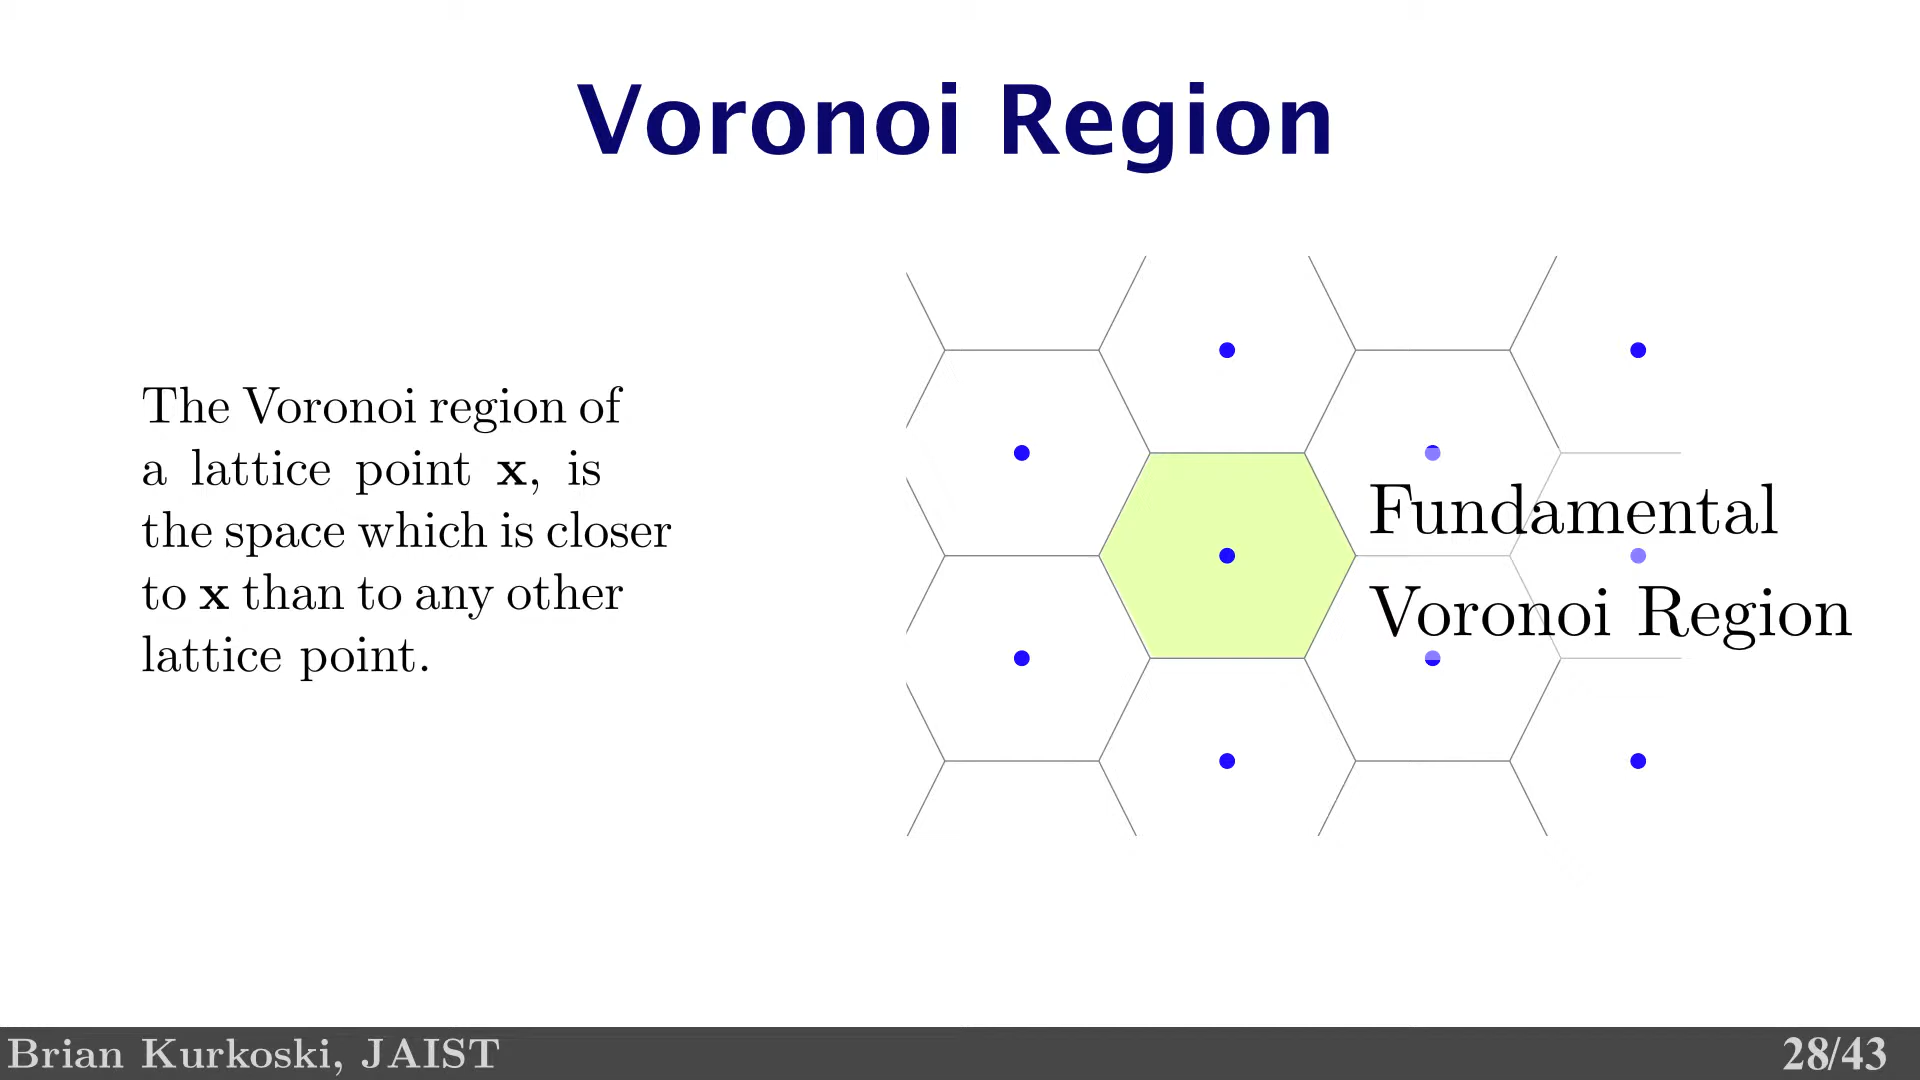 Voronoi Region
The Voronoi region of
a lattice point x, is
the space which is closer
to x than to any other
lattice point.
Fundamental
Voronoi Region
Brian Kurkoski, JAIST
28/43